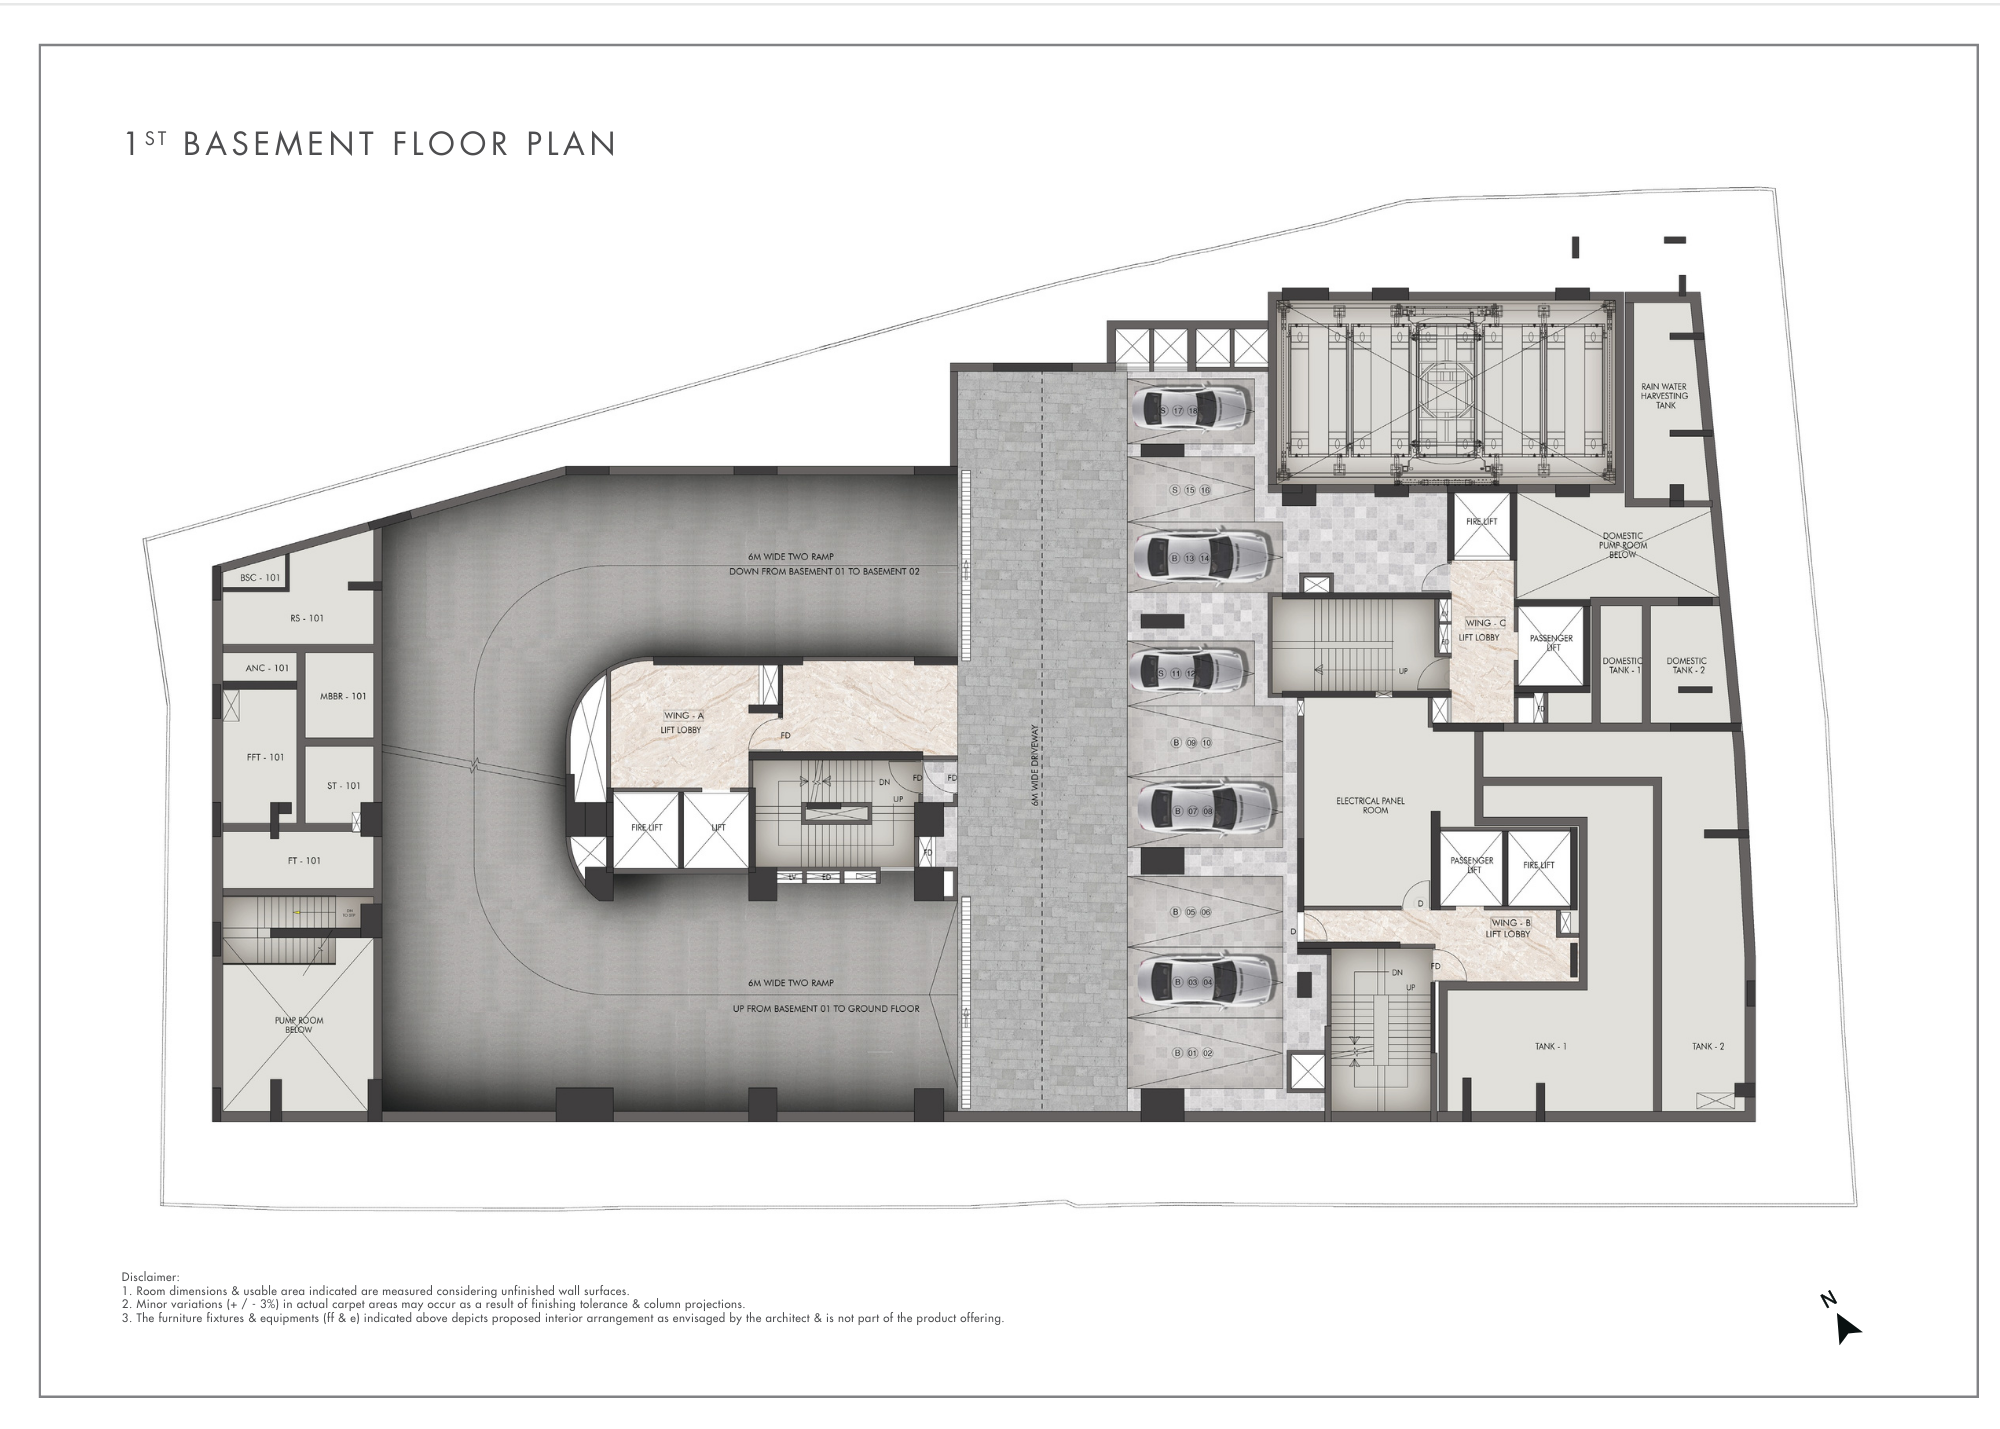 1ST BASEMENT FLOOR PLAN
RAIN WATER
HARVESTING
TANK
S 17 18
S 15 16
FIRE LIFT
DOMESTIC
PUMP ROOM
BELOW
6M WIDE TWO RAMP
DOWN FROM BASEMENT 01 TO BASEMENT 02
B 13 14
BSC - 101
RS - 101
WING - C
LIFT LOBBY
PASSENGER
LIFT
UP
DOMESTIC
TANK - 1
DOMESTIC
TANK - 2
S 11 12
ANC - 101
MBBR - 101
WING - A
LIFT LOBBY
FD
FD
B 09 10
FFT - 101
ST - 101
6M WIDE DRIVEWAY
DN
UP
FD
FD
B 07 08
ELECTRICAL PANEL
ROOM
FIRE LIFT
LIFT
FD
FT - 101
PASSENGER
LIFT
FIRE LIFT
D
D
B 05 06
WING - B
LIFT LOBBY
FD
DN
UP
6M WIDE TWO RAMP
UP FROM BASEMENT 01 TO GROUND FLOOR
B 03 04
PUMP ROOM
BELOW
B 01 02
TANK - 1
TANK - 2
Disclaimer:
1. Room dimensions & usable area indicated are measured considering unfinished wall surfaces.
2. Minor variations (+ / - 3%) in actual carpet areas may occur as a result of finishing tolerance & column projections.
3. The furniture fixtures & equipments (ff & e) indicated above depicts proposed interior arrangement as envisaged by the architect & is not part of the product offering.
N